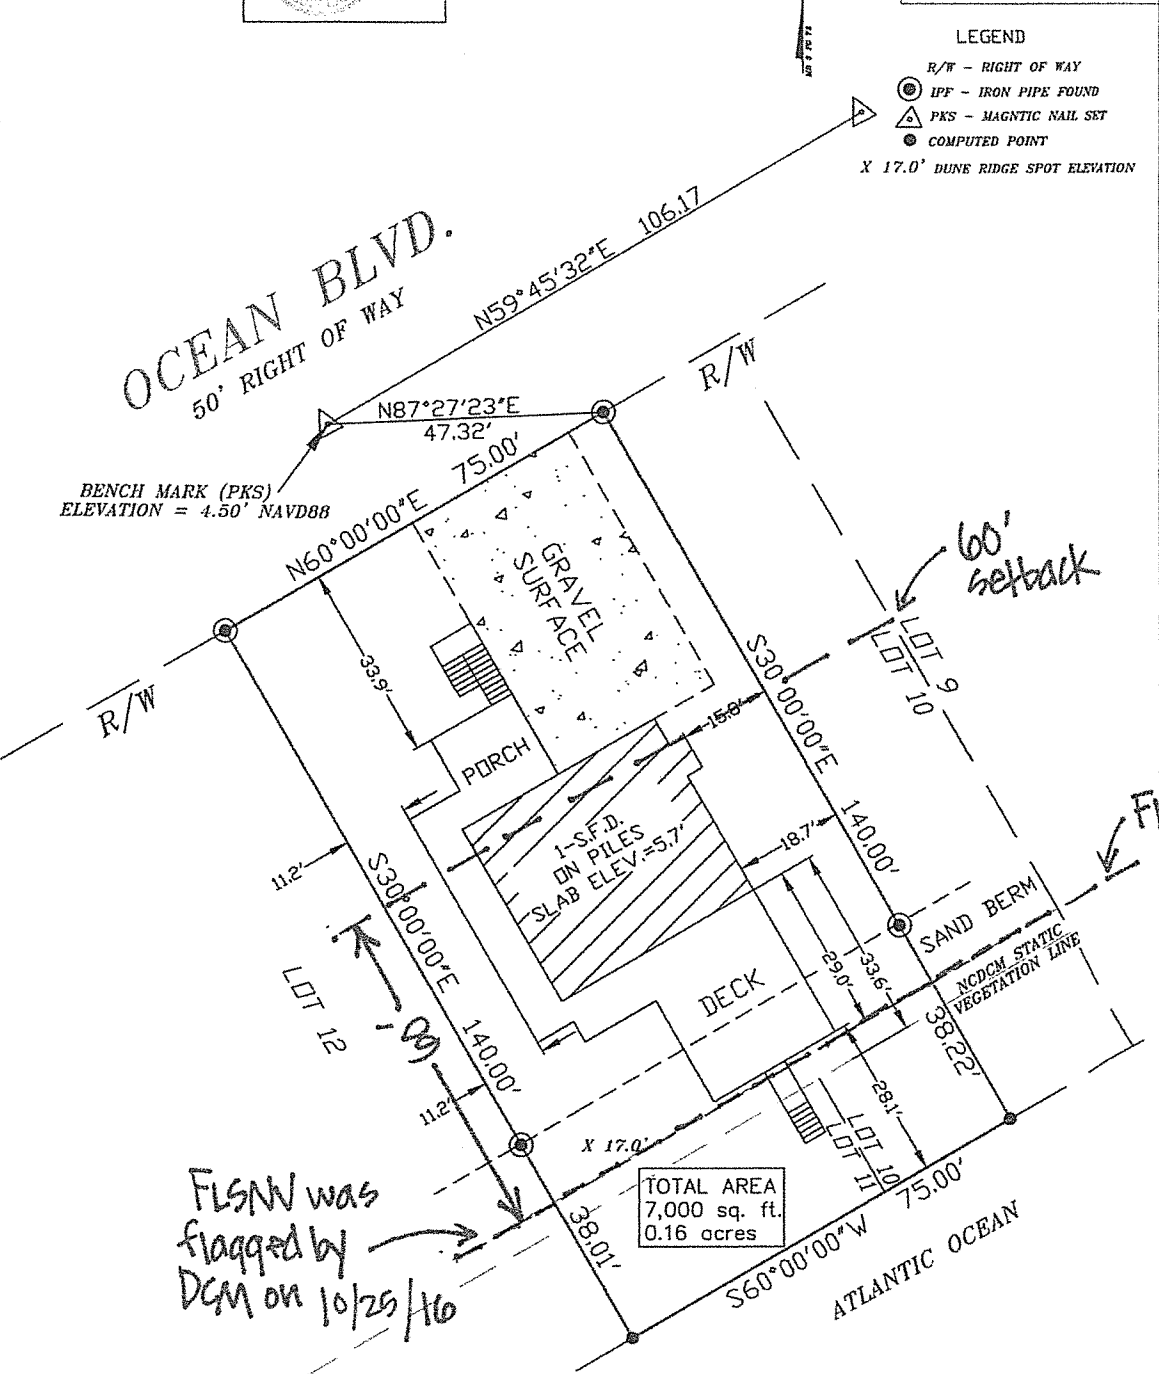 LEGEND
R/W - RIGHT OF WAY
IPF - IRON PIPE FOUND
PKS - MAGNTIC NAIL SET
COMPUTED POINT
X 17.0' DUNE RIDGE SPOT ELEVATION
OCEAN BLVD.
50' RIGHT OF WAY
N59°45'32"E 106.17
R/W
N87°27'23"E
47.32'
BENCH MARK (PKS)
ELEVATION = 4.50' NAVD88
N60°00'00"E 75.00'
60'
setback
GRAVEL
SURFACE
33.9'
R/W
LOT 9
LOT 10
S30°00'00"E 140.00'
15.8'
PORCH
1-S.F.D.
ON PILES
SLAB ELEV.=5.7'
18.7'
11.2'
S30°00'00"E 140.00'
SAND BERM
NCDCM STATIC
VEGETATION LINE
29.0'
33.6'
DECK
LOT 12
11.2'
38.22'
28.1'
X 17.0'
LOT 10
LOT 11
TOTAL AREA
7,000 sq. ft.
0.16 acres
38.01'
S60°00'00"W 75.00'
ATLANTIC OCEAN
FLSNV was
flagged by
DCM on 10/25/16